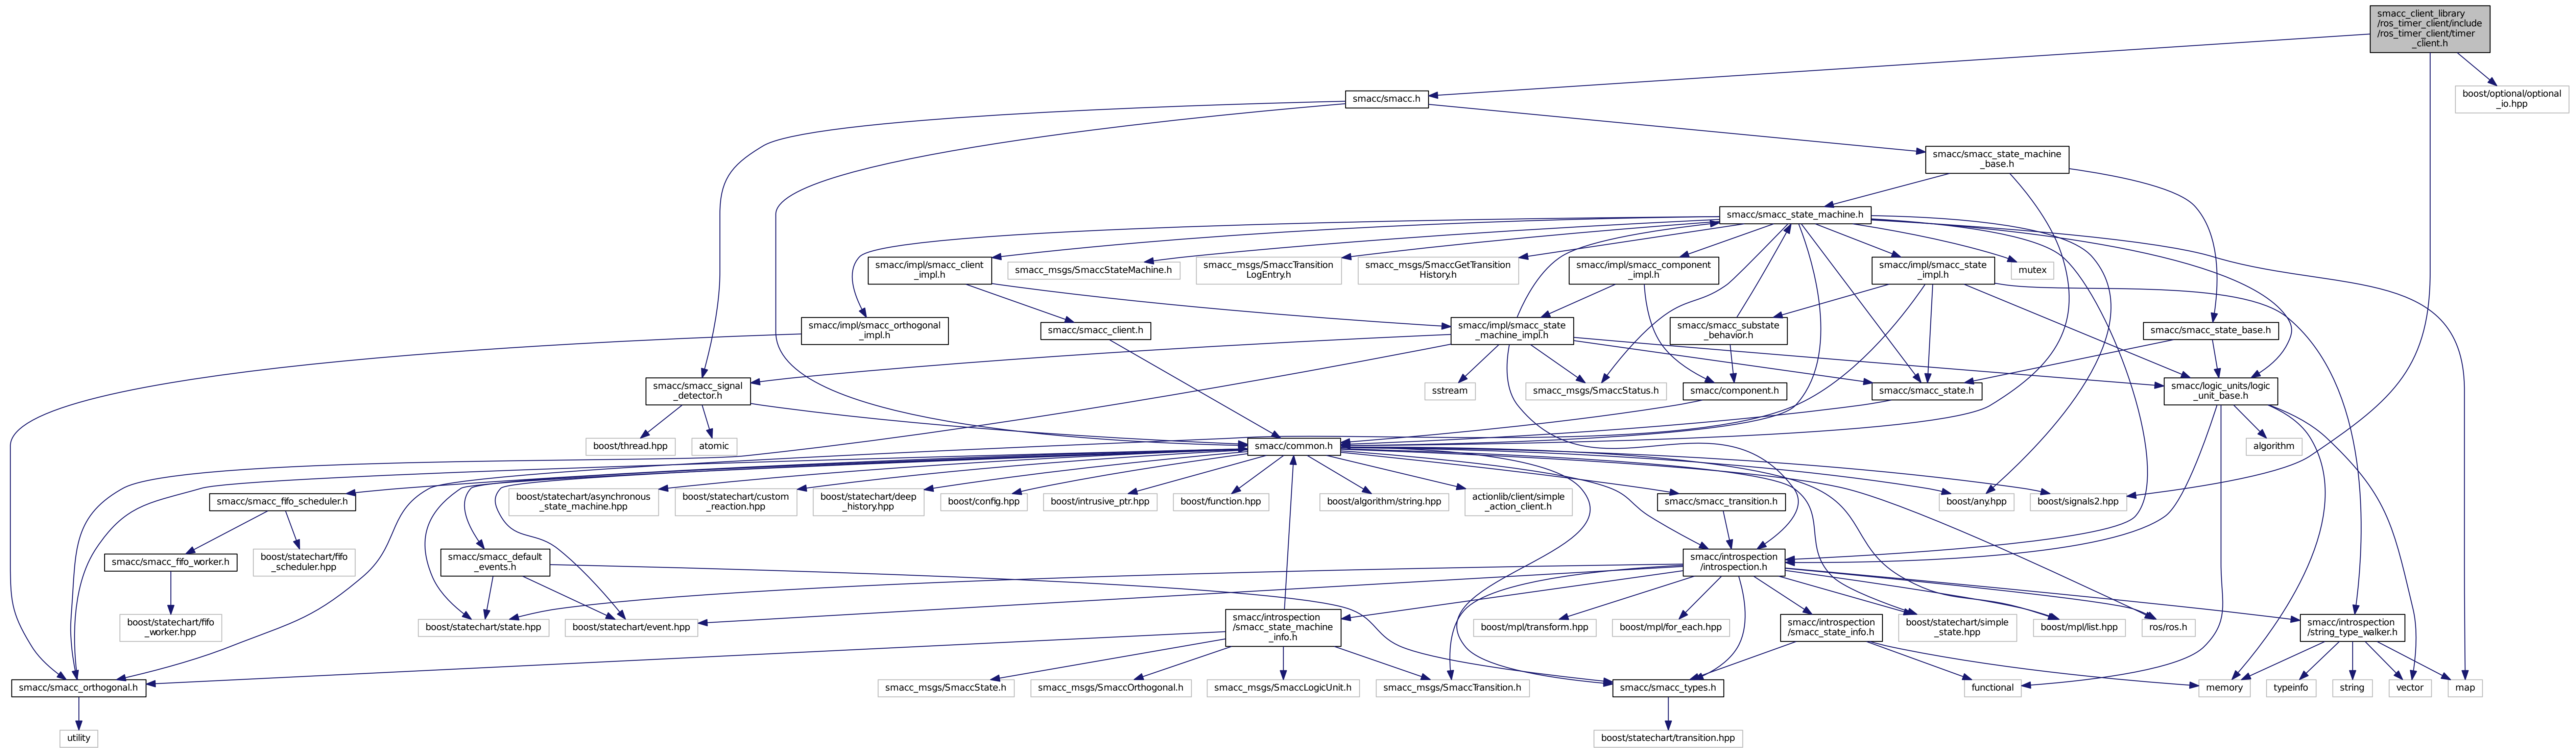 smacc_client_library
/ros_timer_client/include
/ros_timer_client/timer
_client.h
smacc/smacc.h
boost/optional/optional
_io.hpp
smacc/smacc_state_machine
_base.h
smacc/smacc_state_machine.h
smacc/impl/smacc_client
_impl.h
smacc_msgs/SmaccStateMachine.h
smacc_msgs/SmaccTransition
LogEntry.h
smacc_msgs/SmaccGetTransition
History.h
smacc/impl/smacc_component
_impl.h
smacc/impl/smacc_state
_impl.h
mutex
smacc/impl/smacc_orthogonal
_impl.h
smacc/smacc_client.h
smacc/impl/smacc_state
_machine_impl.h
smacc/smacc_substate
_behavior.h
smacc/smacc_state_base.h
smacc/smacc_signal
_detector.h
sstream
smacc_msgs/SmaccStatus.h
smacc/component.h
smacc/smacc_state.h
smacc/logic_units/logic
_unit_base.h
boost/thread.hpp
atomic
smacc/common.h
algorithm
smacc/smacc_fifo_scheduler.h
boost/statechart/asynchronous
_state_machine.hpp
boost/statechart/custom
_reaction.hpp
boost/statechart/deep
_history.hpp
boost/config.hpp
boost/intrusive_ptr.hpp
boost/function.hpp
boost/algorithm/string.hpp
actionlib/client/simple
_action_client.h
smacc/smacc_transition.h
boost/any.hpp
boost/signals2.hpp
smacc/smacc_fifo_worker.h
boost/statechart/fifo
_scheduler.hpp
smacc/smacc_default
_events.h
smacc/introspection
/introspection.h
boost/statechart/fifo
_worker.hpp
boost/statechart/state.hpp
boost/statechart/event.hpp
smacc/introspection
/smacc_state_machine
_info.h
boost/mpl/transform.hpp
boost/mpl/for_each.hpp
smacc/introspection
/smacc_state_info.h
boost/statechart/simple
_state.hpp
boost/mpl/list.hpp
ros/ros.h
smacc/introspection
/string_type_walker.h
smacc/smacc_orthogonal.h
smacc_msgs/SmaccState.h
smacc_msgs/SmaccOrthogonal.h
smacc_msgs/SmaccLogicUnit.h
smacc_msgs/SmaccTransition.h
smacc/smacc_types.h
functional
memory
typeinfo
string
vector
map
utility
boost/statechart/transition.hpp